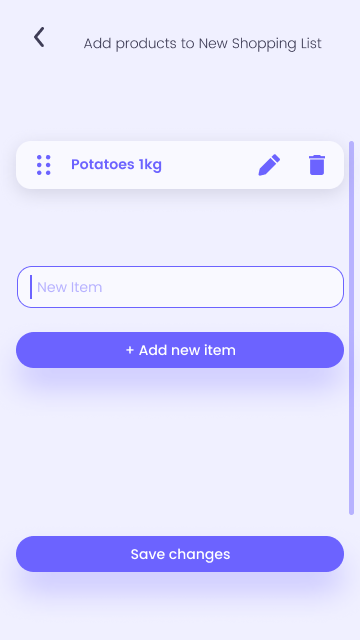 Add products to New Shopping List
Potatoes 1kg
New Item
+ Add new item
Save changes